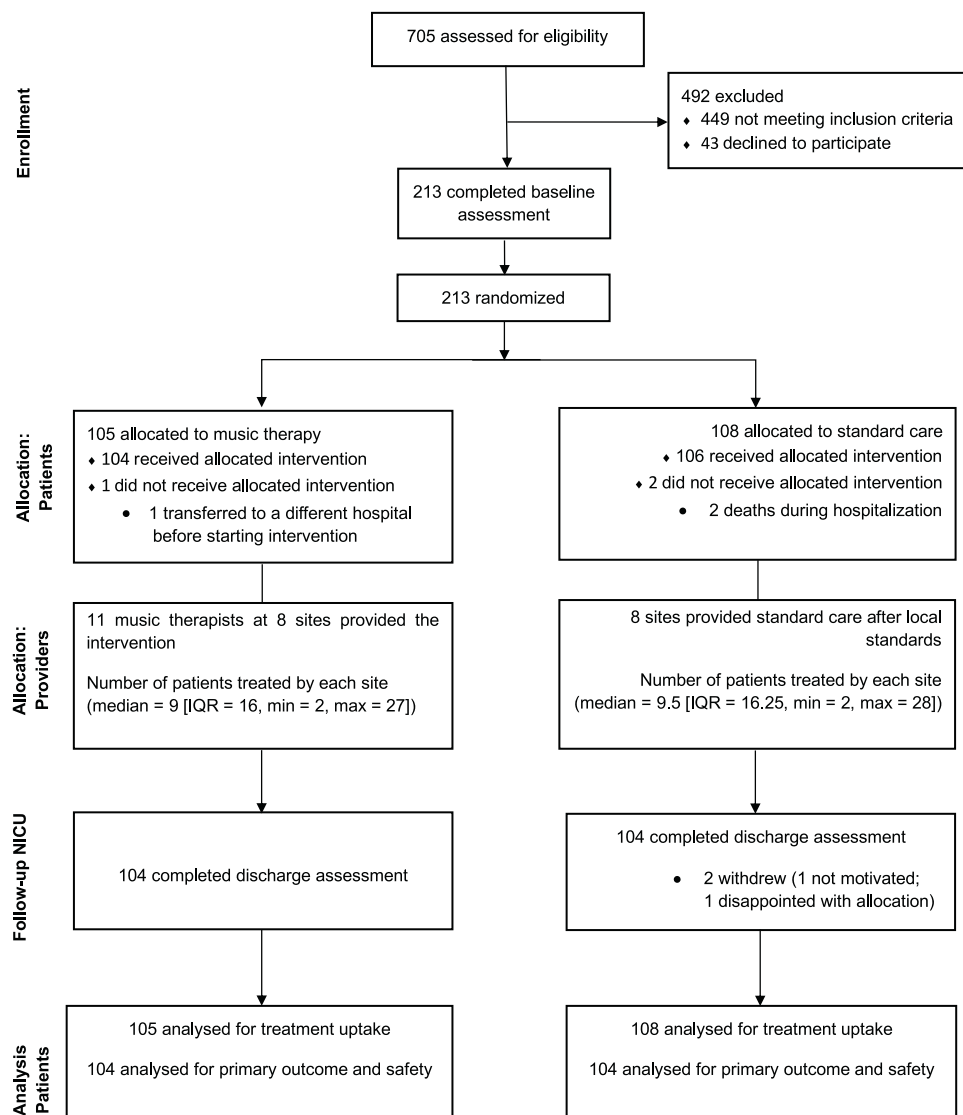 705 assessed for eligibility
Enrollment
492 excluded
♦ 449 not meeting inclusion criteria
♦ 43 declined to participate
213 completed baseline
assessment
213 randomized
Allocation:
Patients
105 allocated to music therapy
♦ 104 received allocated intervention
♦ 1 did not receive allocated intervention
● 1 transferred to a different hospital
before starting intervention
108 allocated to standard care
♦ 106 received allocated intervention
♦ 2 did not receive allocated intervention
● 2 deaths during hospitalization
Allocation:
Providers
11 music therapists at 8 sites provided the
intervention
Number of patients treated by each site
(median = 9 [IQR = 16, min = 2, max = 27])
8 sites provided standard care after local
standards
Number of patients treated by each site
(median = 9.5 [IQR = 16.25, min = 2, max = 28])
Follow-up NICU
104 completed discharge assessment
104 completed discharge assessment
● 2 withdrew (1 not motivated;
1 disappointed with allocation)
Analysis
Patients
105 analysed for treatment uptake
104 analysed for primary outcome and safety
108 analysed for treatment uptake
104 analysed for primary outcome and safety